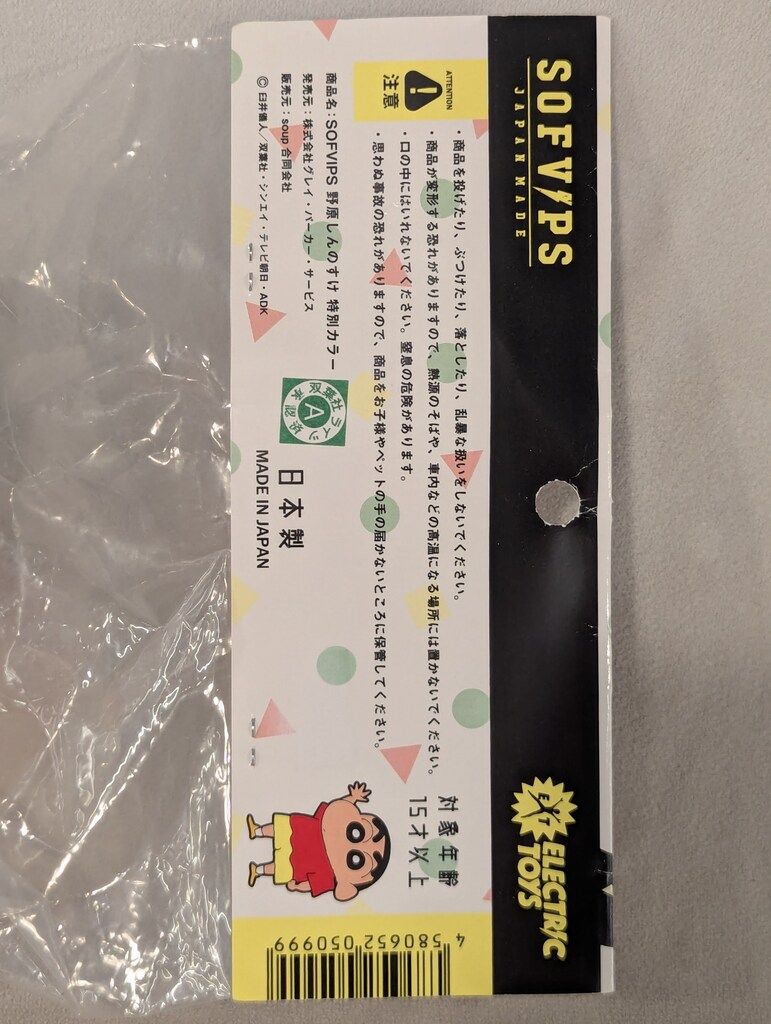 SOFVIPS
JAPAN MADE
EXT
ELECTRIC
TOYS
ATTENTION
注意
・商品を投げたり、ぶつけたり、落としたり、乱暴な扱いをしないでください。
・商品が変形する恐れがありますので、熱源のそばや、車内などの高温になる場所には置かないでください。
・口の中にはいれないでください。窒息の危険があります。
・思わぬ事故の恐れがありますので、商品をお子様やペットの手の届かないところに保管してください。
対象年齢
15才以上
商品名：SOFVIPS 野原しんのすけ 特別カラー
発売元：株式会社グレイ・パーカー・サービス
販売元：soup 合同会社
© 臼井儀人／双葉社・シンエイ・テレビ朝日・ADK
双葉社ライツ承認
A
日本製
MADE IN JAPAN
4 580652 050999